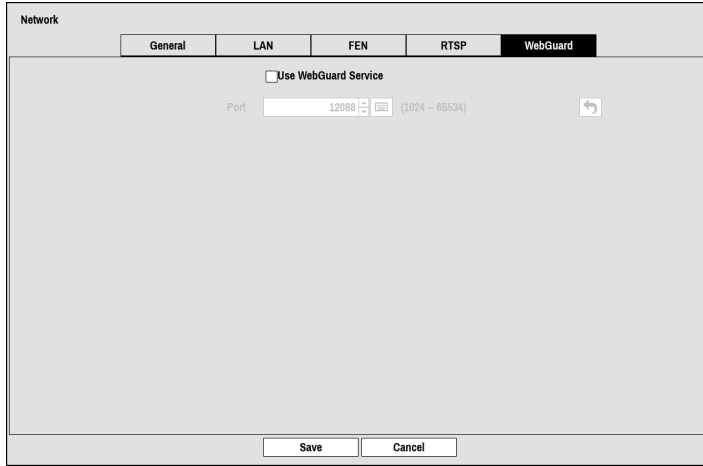 Network
General LAN FEN RTSP WebGuard
Use WebGuard Service
Port 12088 (1024 ~ 65534)
Save Cancel